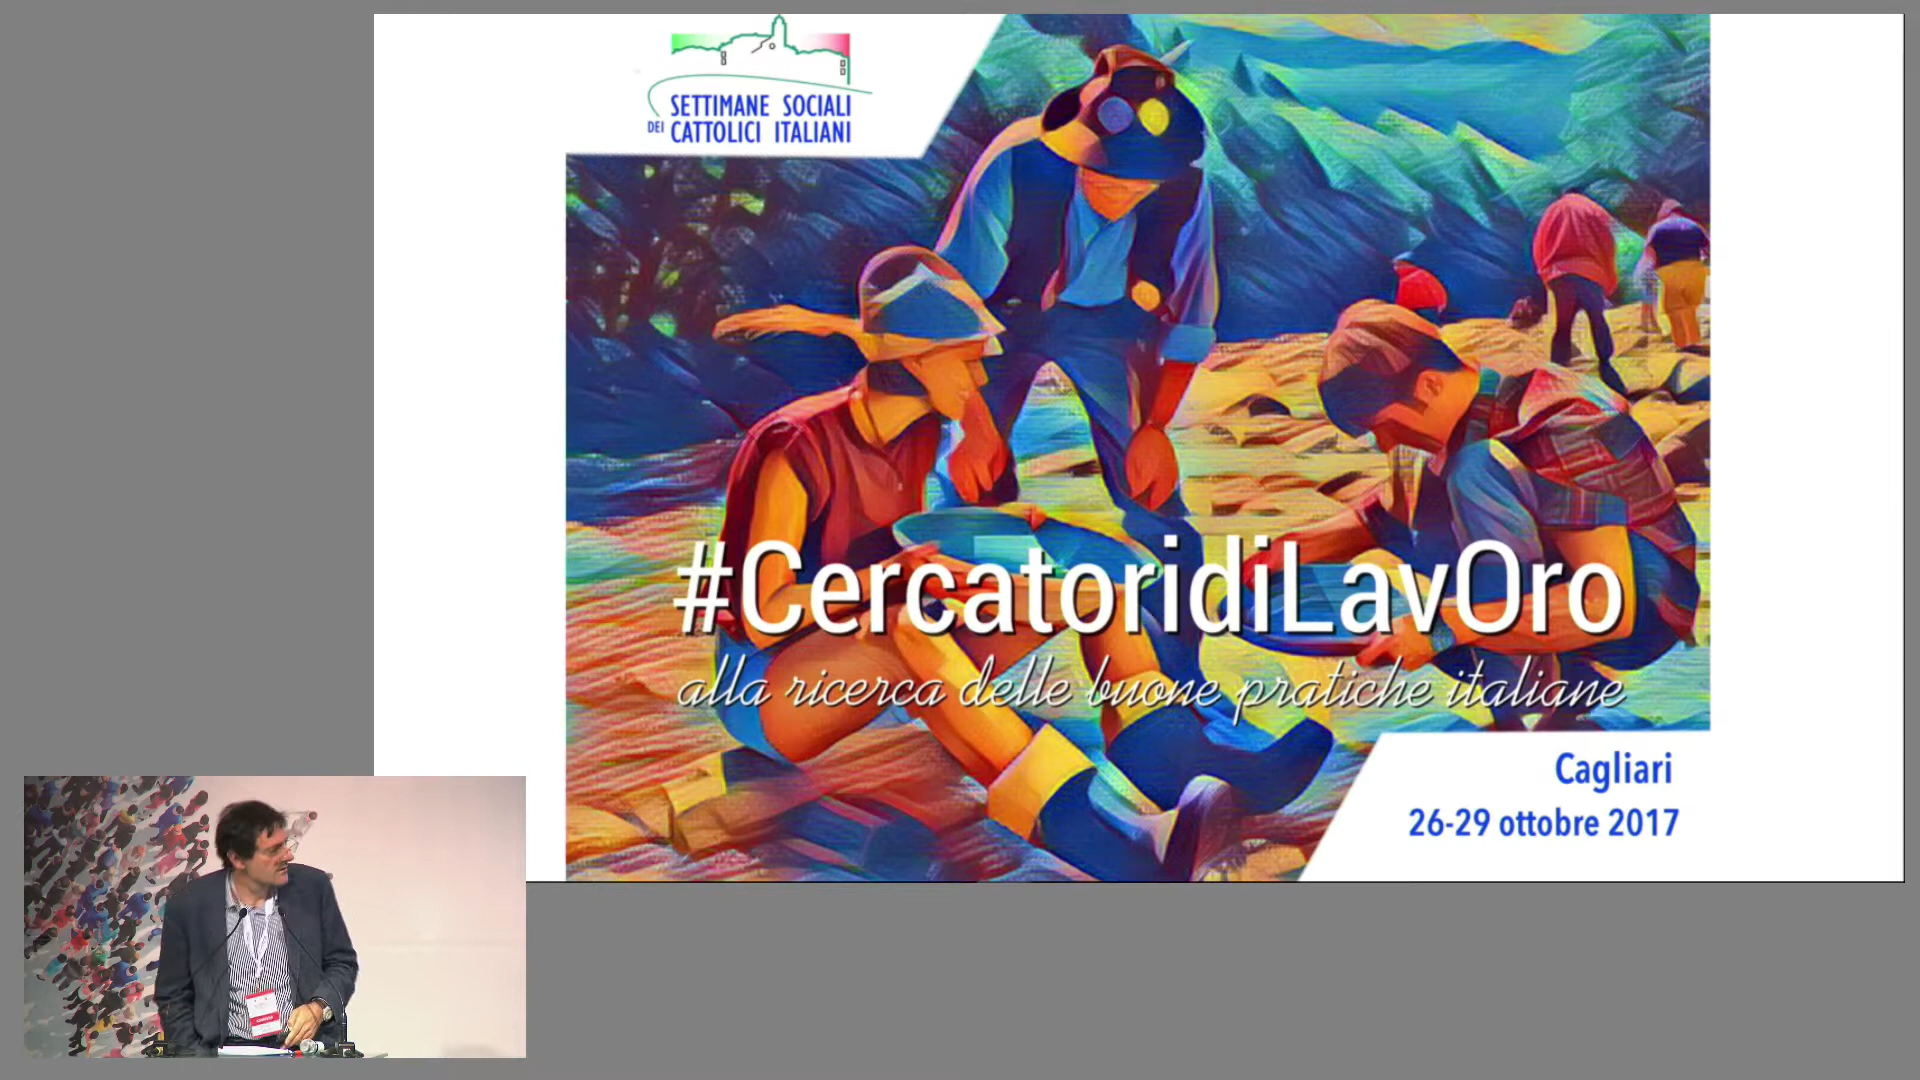 SETTIMANE SOCIALI
DEI CATTOLICI ITALIANI
#CercatoridiLavOro
alla ricerca delle buone pratiche italiane
Cagliari
26-29 ottobre 2017